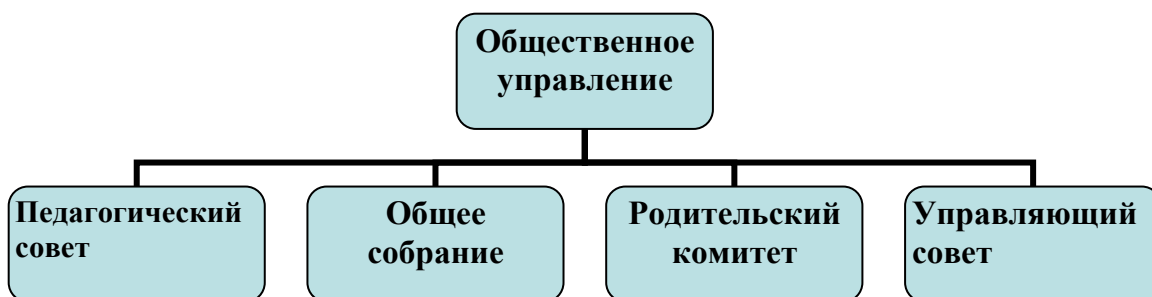 Общественное
управление
Педагогический
совет
Общее
собрание
Родительский
комитет
Управляющий
совет